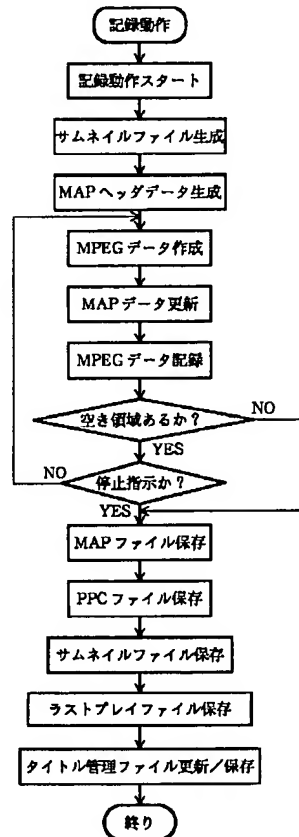 記録動作
記録動作スタート
サムネイルファイル生成
MAPヘッダデータ生成
MPEGデータ作成
MAPデータ更新
MPEGデータ記録
空き領域あるか?
NO
YES
停止指示か?
NO
YES
MAPファイル保存
PPCファイル保存
サムネイルファイル保存
ラストプレイファイル保存
タイトル管理ファイル更新/保存
終り